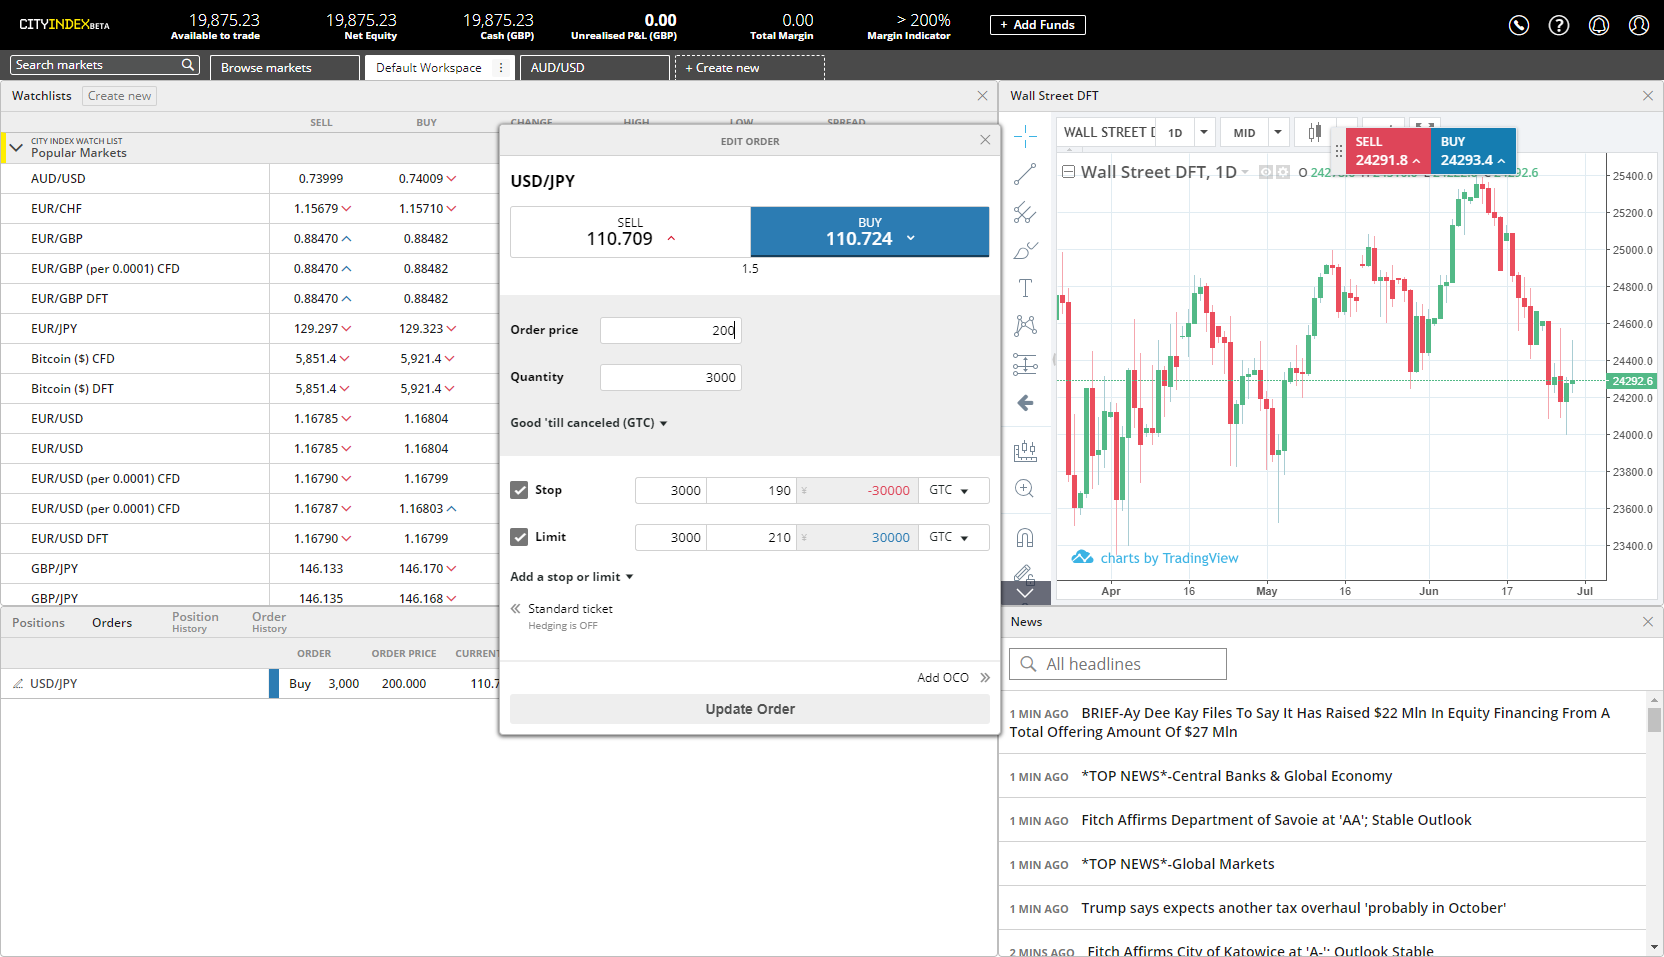 CITYINDEXBETA
19,875.23
Available to trade
19,875.23
Net Equity
19,875.23
Cash (GBP)
0.00
Unrealised P&L (GBP)
0.00
Total Margin
> 200%
Margin Indicator
+ Add Funds
Search markets
Browse markets
Default Workspace
AUD/USD
+ Create new
Watchlists
Create new
SELL BUY CHANGE HIGH LOW SPREAD
CITY INDEX WATCH LIST
Popular Markets
AUD/USD 0.73999 0.74009
EUR/CHF 1.15679 1.15710
EUR/GBP 0.88470 0.88482
EUR/GBP (per 0.0001) CFD 0.88470 0.88482
EUR/GBP DFT 0.88470 0.88482
EUR/JPY 129.297 129.323
Bitcoin ($) CFD 5,851.4 5,921.4
Bitcoin ($) DFT 5,851.4 5,921.4
EUR/USD 1.16785 1.16804
EUR/USD 1.16785 1.16804
EUR/USD (per 0.0001) CFD 1.16790 1.16799
EUR/USD (per 0.0001) CFD 1.16787 1.16803
EUR/USD DFT 1.16790 1.16799
GBP/JPY 146.133 146.170
GBP/JPY 146.135 146.168
Positions Orders Position History Order History
ORDER ORDER PRICE CURRENT
USD/JPY Buy 3,000 200.000 110.7
EDIT ORDER
USD/JPY
SELL
110.709
BUY
110.724
1.5
Order price 200
Quantity 3000
Good 'till canceled (GTC)
Stop 3000 190 ¥ -30000 GTC
Limit 3000 210 ¥ 30000 GTC
Add a stop or limit
Standard ticket
Hedging is OFF
Add OCO
Update Order
Wall Street DFT
WALL STREET D 1D MID
SELL
24291.8
BUY
24293.4
Wall Street DFT, 1D O
25400.0
25200.0
25000.0
24800.0
24600.0
24400.0
24292.6
24200.0
24000.0
23800.0
23600.0
23400.0
charts by TradingView
Apr 16 May 16 Jun 17 Jul
News
All headlines
1 MIN AGO BRIEF-Ay Dee Kay Files To Say It Has Raised $22 Mln In Equity Financing From A
Total Offering Amount Of $27 Mln
1 MIN AGO *TOP NEWS*-Central Banks & Global Economy
1 MIN AGO Fitch Affirms Department of Savoie at 'AA'; Stable Outlook
1 MIN AGO *TOP NEWS*-Global Markets
1 MIN AGO Trump says expects another tax overhaul 'probably in October'
2 MINS AGO Fitch Affirms City of Katowice at 'A-'; Outlook Stable